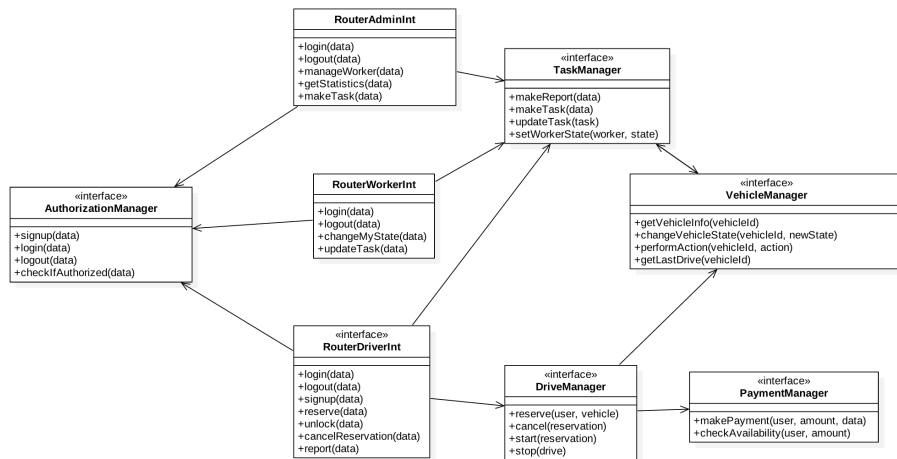 RouterAdminInt
+login(data)
+logout(data)
+manageWorker(data)
+getStatistics(data)
+makeTask(data)
«interface»
TaskManager
+makeReport(data)
+makeTask(data)
+updateTask(task)
+setWorkerState(worker, state)
«interface»
AuthorizationManager
+signup(data)
+login(data)
+logout(data)
+checkIfAuthorized(data)
RouterWorkerInt
+login(data)
+logout(data)
+changeMyState(data)
+updateTask(data)
«interface»
VehicleManager
+getVehicleInfo(vehicleId)
+changeVehicleState(vehicleId, newState)
+performAction(vehicleId, action)
+getLastDrive(vehicleId)
«interface»
RouterDriverInt
+login(data)
+logout(data)
+signup(data)
+reserve(data)
+unlock(data)
+cancelReservation(data)
+report(data)
«interface»
DriveManager
+reserve(user, vehicle)
+cancel(reservation)
+start(reservation)
+stop(drive)
«interface»
PaymentManager
+makePayment(user, amount, data)
+checkAvailability(user, amount)